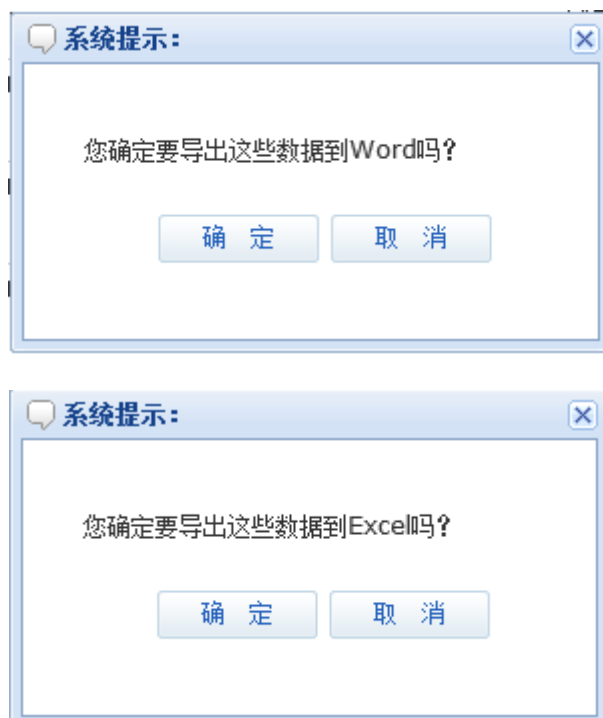 系统提示:
您确定要导出这些数据到Word吗?
确 定 取 消
系统提示:
您确定要导出这些数据到Excel吗?
确 定 取 消